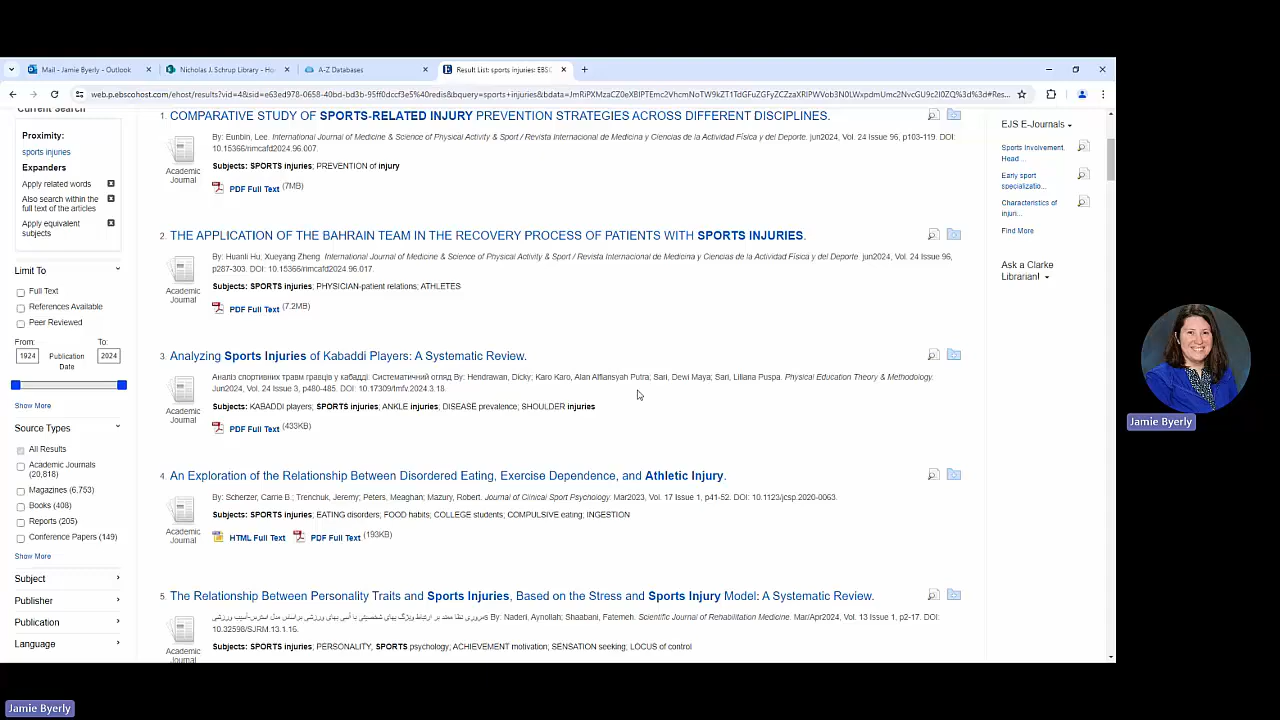 Mail - Jamie Byerly - Outlook
Nicholas J. Schrup Library - Ho
A-Z Databases
Result List: sports injuries: EBSC
Current Search
Proximity:
sports injuries
Expanders
Apply related words
Also search within the
full text of the articles
Apply equivalent
subjects
Limit To
Full Text
References Available
Peer Reviewed
From:
To:
1924
Publication
Date
2024
Show More
Source Types
All Results
Academic Journals
(20,818)
Magazines (6,753)
Books (408)
Reports (205)
Conference Papers (149)
Show More
Subject
Publisher
Publication
Language
1. COMPARATIVE STUDY OF SPORTS-RELATED INJURY PREVENTION STRATEGIES ACROSS DIFFERENT DISCIPLINES.
By: Eunbin, Lee. International Journal of Medicine & Science of Physical Activity & Sport / Revista Internacional de Medicina y Ciencias de la Actividad Física y del Deporte. jun2024, Vol. 24 Issue 96, p103-119. DOI:
10.15366/rimcafd2024.96.007.
Academic
Journal
Subjects: SPORTS injuries; PREVENTION of injury
PDF Full Text (7MB)
2. THE APPLICATION OF THE BAHRAIN TEAM IN THE RECOVERY PROCESS OF PATIENTS WITH SPORTS INJURIES.
By: Huanli Hu; Xueyang Zheng. International Journal of Medicine & Science of Physical Activity & Sport / Revista Internacional de Medicina y Ciencias de la Actividad Física y del Deporte. jun2024, Vol. 24 Issue 96,
p287-303. DOI: 10.15366/rimcafd2024.96.017.
Academic
Journal
Subjects: SPORTS injuries; PHYSICIAN-patient relations; ATHLETES
PDF Full Text (7.2MB)
3. Analyzing Sports Injuries of Kabaddi Players: A Systematic Review.
Аналіз спортивних травм гравців у кабадді: Систематичний огляд By: Hendrawan, Dicky; Karo Karo, Alan Alfiansyah Putra; Sari, Dewi Maya; Sari, Liliana Puspa. Physical Education Theory & Methodology.
Jun2024, Vol. 24 Issue 3, p480-485. DOI: 10.17309/tmfv.2024.3.18.
Academic
Journal
Subjects: KABADDI players; SPORTS injuries; ANKLE injuries; DISEASE prevalence; SHOULDER injuries
PDF Full Text (433KB)
4. An Exploration of the Relationship Between Disordered Eating, Exercise Dependence, and Athletic Injury.
By: Scherzer, Carrie B.; Trenchuk, Jeremy; Peters, Meaghan; Mazury, Robert. Journal of Clinical Sport Psychology. Mar2023, Vol. 17 Issue 1, p41-52. DOI: 10.1123/jcsp.2020-0063.
Academic
Journal
Subjects: SPORTS injuries; EATING disorders; FOOD habits; COLLEGE students; COMPULSIVE eating; INGESTION
HTML Full Text
PDF Full Text (193KB)
5. The Relationship Between Personality Traits and Sports Injuries, Based on the Stress and Sports Injury Model: A Systematic Review.
By: Naderi, Aynollah; Shaabani, Fatemeh. Scientific Journal of Rehabilitation Medicine. Mar/Apr2024, Vol. 13 Issue 1, p2-17. DOI:
10.32598/SJRM.13.1.16.
Academic
Journal
Subjects: SPORTS injuries; PERSONALITY; SPORTS psychology; ACHIEVEMENT motivation; SENSATION seeking; LOCUS of control
EJS E-Journals
Sports Involvement.
Head...
Early sport
specializatio...
Characteristics of
injuri...
Find More
Ask a Clarke
Librarian!
Jamie Byerly
Jamie Byerly